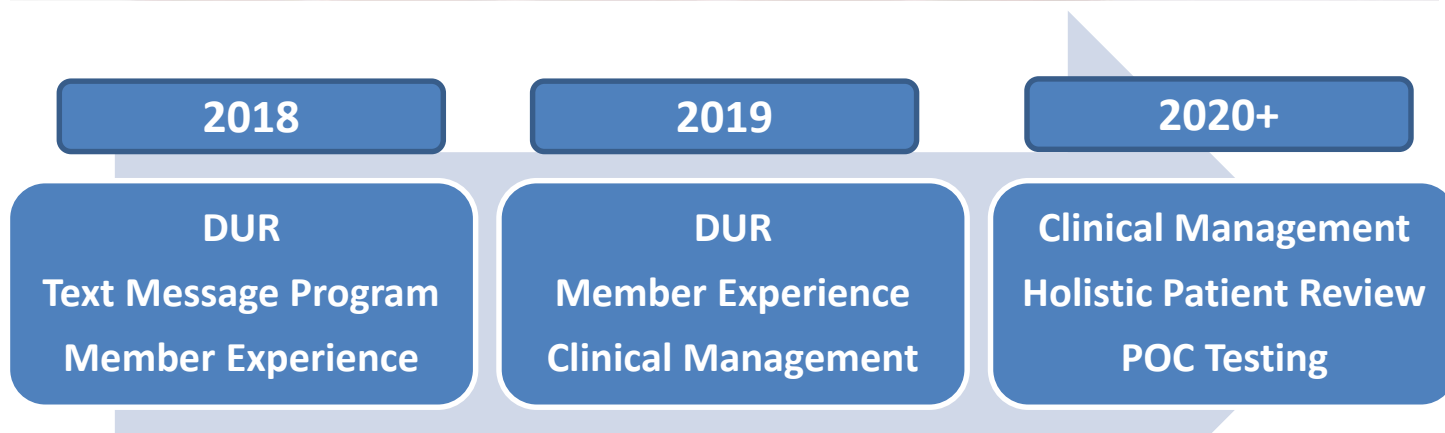 2018
DUR
Text Message Program
Member Experience
2019
DUR
Member Experience
Clinical Management
2020+
Clinical Management
Holistic Patient Review
POC Testing